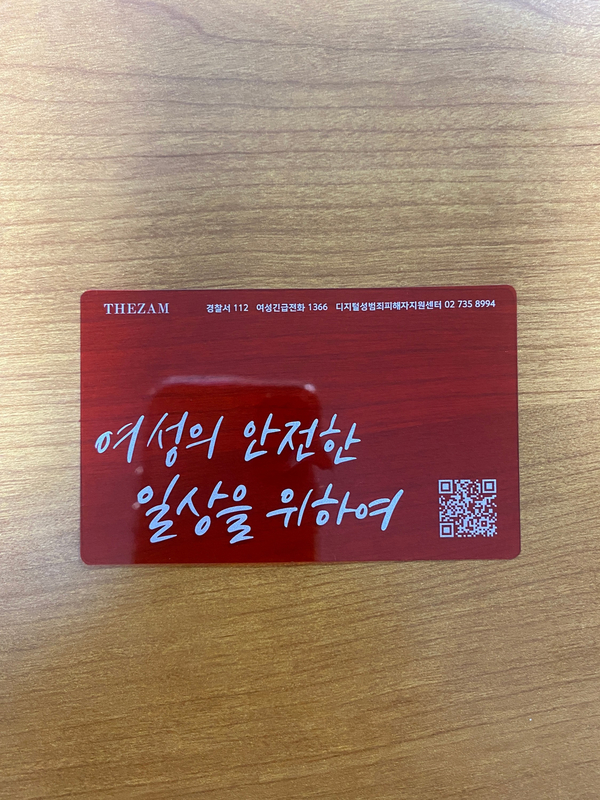 THEZAM 경찰서 112 여성긴급전화 1366 디지털성범죄피해자지원센터 02 735 8994
여성의 안전한
일상을 위하여